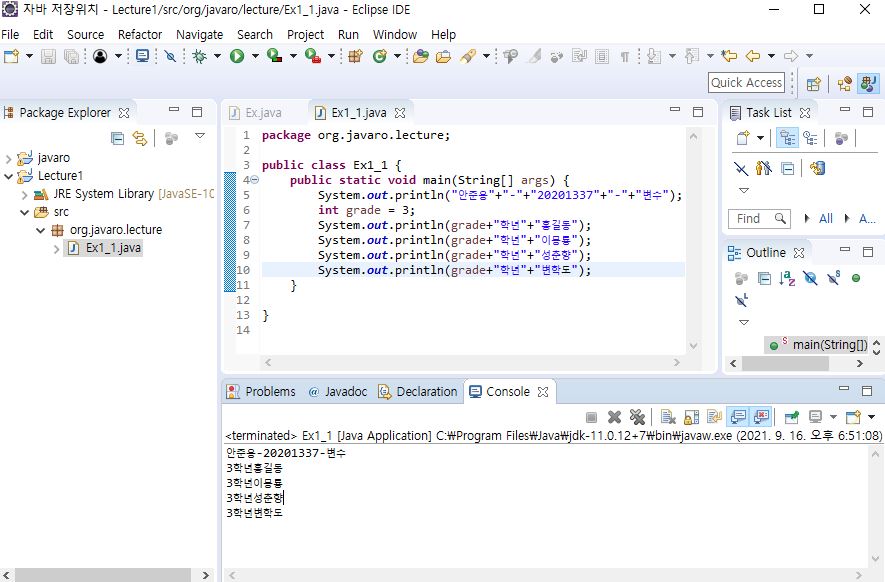 자바 저장위치 - Lecture1/src/org/javaro/lecture/Ex1_1.java - Eclipse IDE
File Edit Source Refactor Navigate Search Project Run Window Help
Quick Access
Package Explorer
javaro
Lecture1
JRE System Library [JavaSE-10
src
org.javaro.lecture
Ex1_1.java
Ex.java Ex1_1.java
1 package org.javaro.lecture;
2
3 public class Ex1_1 {
4 public static void main(String[] args) {
5 System.out.println("안준용"+"-"+"20201337"+"-"+"변수");
6 int grade = 3;
7 System.out.println(grade+"학년"+"홍길동");
8 System.out.println(grade+"학년"+"이몽룡");
9 System.out.println(grade+"학년"+"성춘향");
10 System.out.println(grade+"학년"+"변학도");
11 }
12
13 }
14
Task List
Find All A...
Outline
main(String[])
Problems Javadoc Declaration Console
<terminated> Ex1_1 [Java Application] C:₩Program Files₩Java₩jdk-11.0.12+7₩bin₩javaw.exe (2021. 9. 16. 오후 6:51:08)
안준용-20201337-변수
3학년홍길동
3학년이몽룡
3학년성춘향
3학년변학도